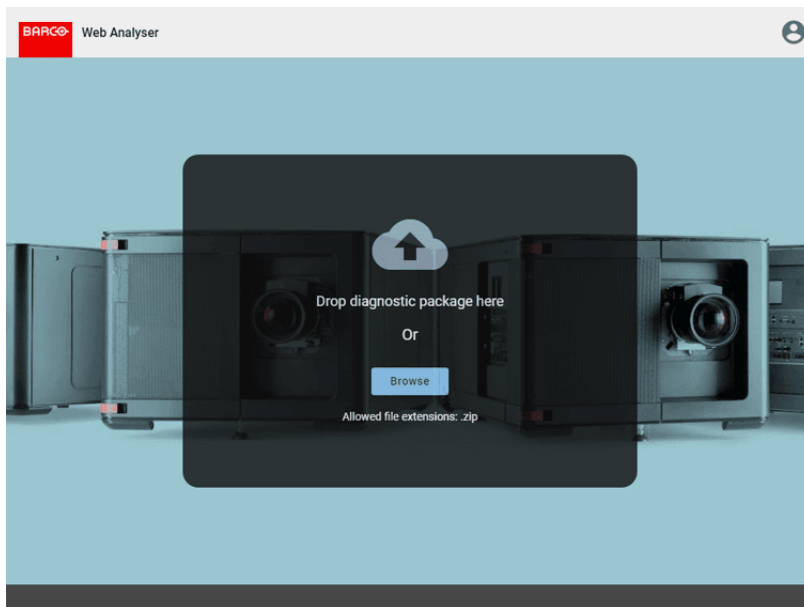 BARCO
Web Analyser
Drop diagnostic package here
Or
Browse
Allowed file extensions: .zip